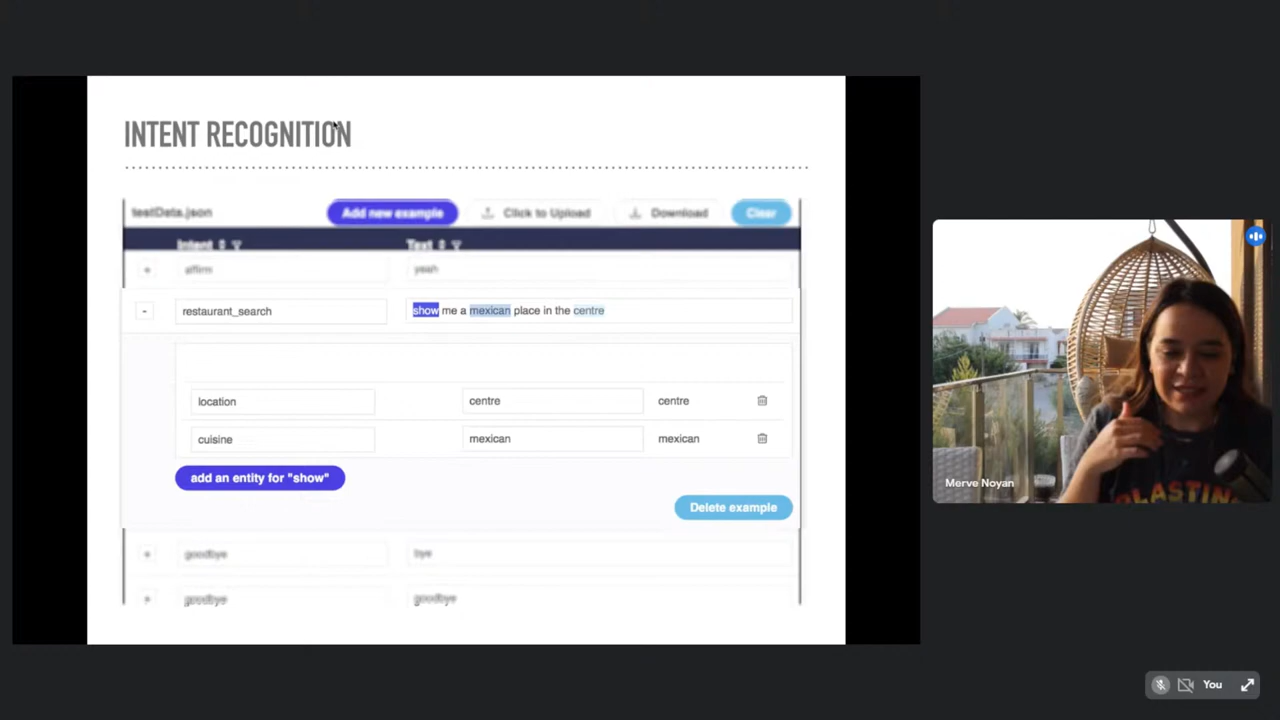 INTENT RECOGNITION
testData.json Add new example Click to Upload Download Clear
Intent Text
affirm yeah
- restaurant_search show me a mexican place in the centre
location centre centre
cuisine mexican mexican
add an entity for "show"
Delete example
+ goodbye bye
+ goodbye goodbye
Merve Noyan
You